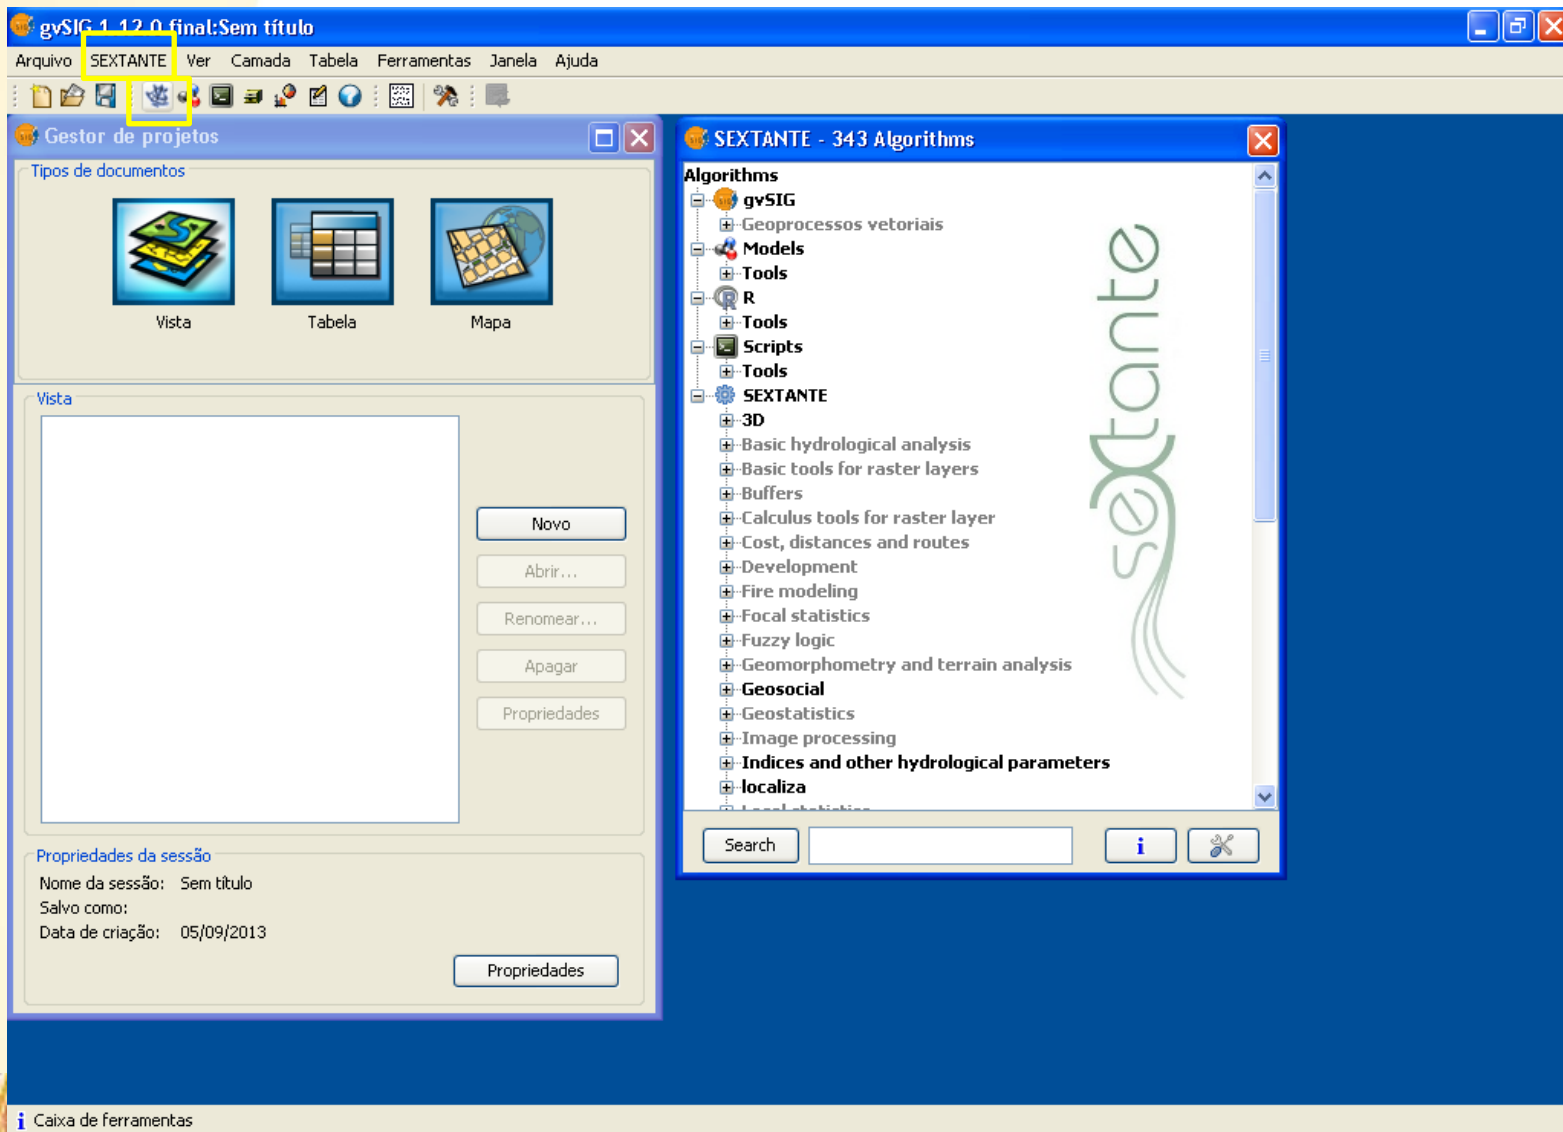 gvSIG 1.12.0 final:Sem título
Arquivo SEXTANTE Ver Camada Tabela Ferramentas Janela Ajuda
Gestor de projetos
Tipos de documentos
Vista Tabela Mapa
Vista
Novo
Abrir...
Renomear...
Apagar
Propriedades
Propriedades da sessão
Nome da sessão: Sem título
Salvo como:
Data de criação: 05/09/2013
Propriedades
SEXTANTE - 343 Algorithms
Algorithms
gvSIG
Geoprocessos vetoriais
Models
Tools
R
Tools
Scripts
Tools
SEXTANTE
3D
Basic hydrological analysis
Basic tools for raster layers
Buffers
Calculus tools for raster layer
Cost, distances and routes
Development
Fire modeling
Focal statistics
Fuzzy logic
Geomorphometry and terrain analysis
Geosocial
Geostatistics
Image processing
Indices and other hydrological parameters
localiza
Local statistics
sextante
Search
i
i Caixa de ferramentas